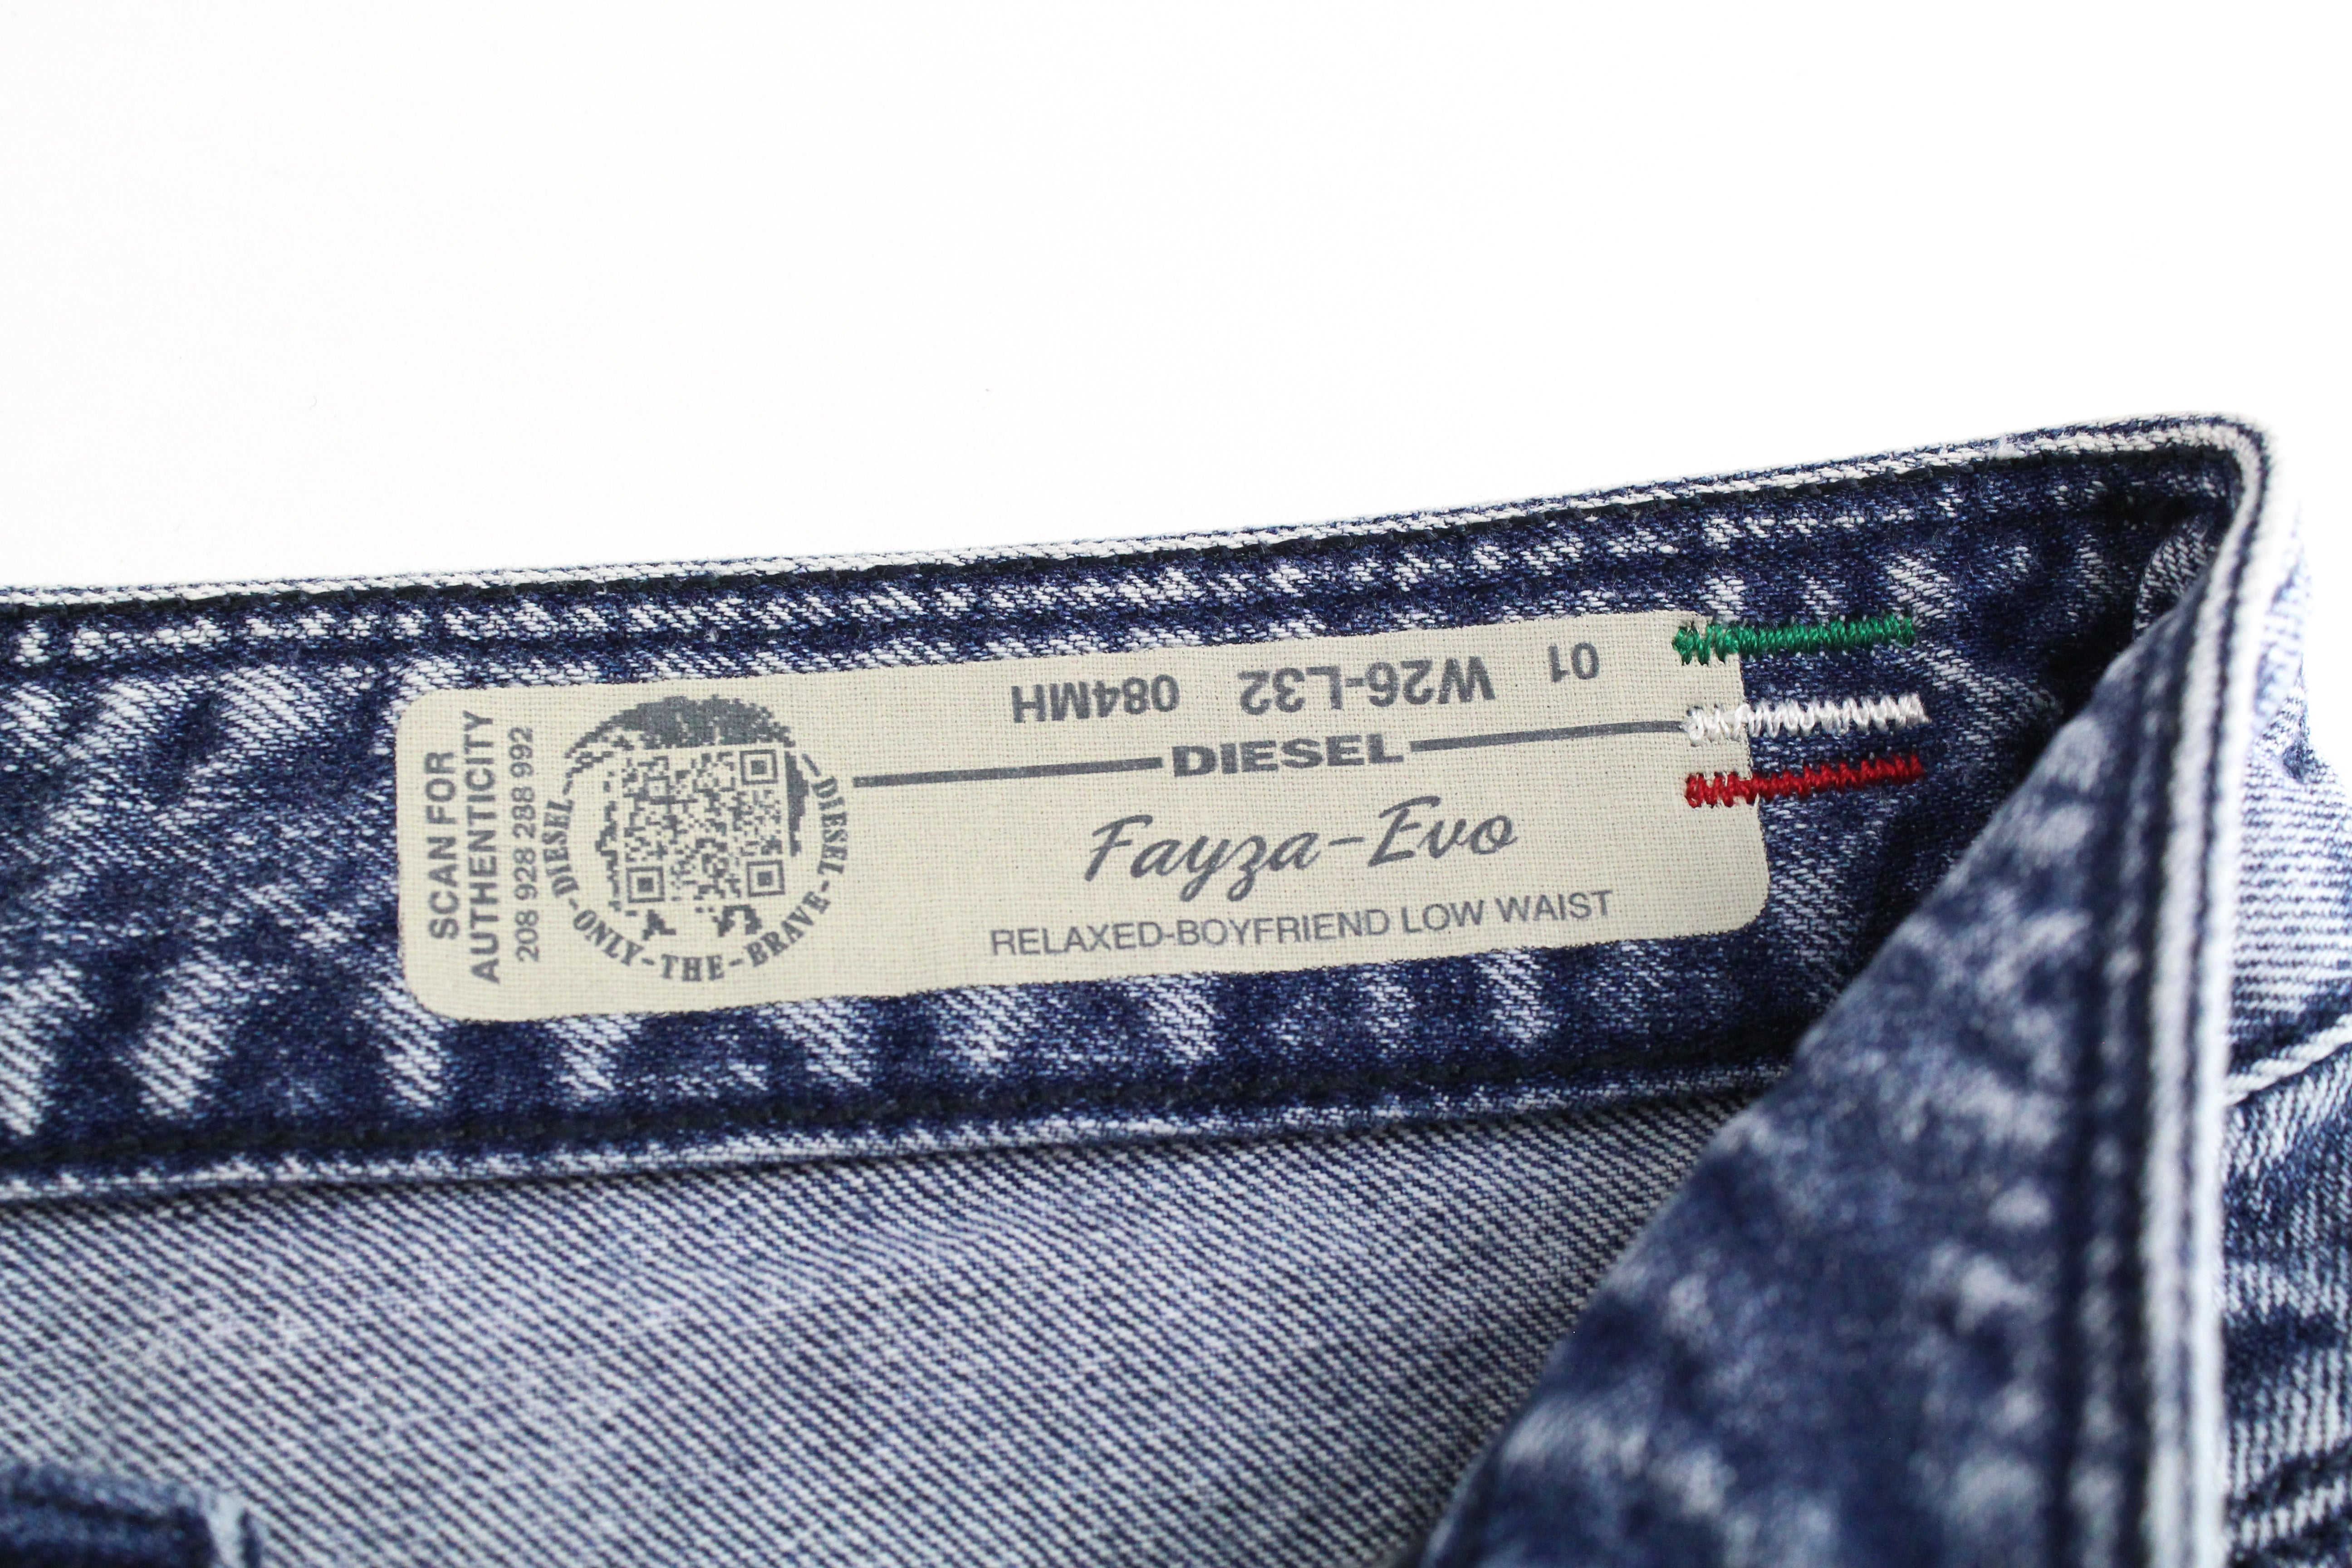 SCAN FOR
AUTHENTICITY
208 928 288 992
DIESEL-ONLY-THE-BRAVE-DIESEL
01 W26-L32 084MH
DIESEL
Fayza-Evo
RELAXED-BOYFRIEND LOW WAIST